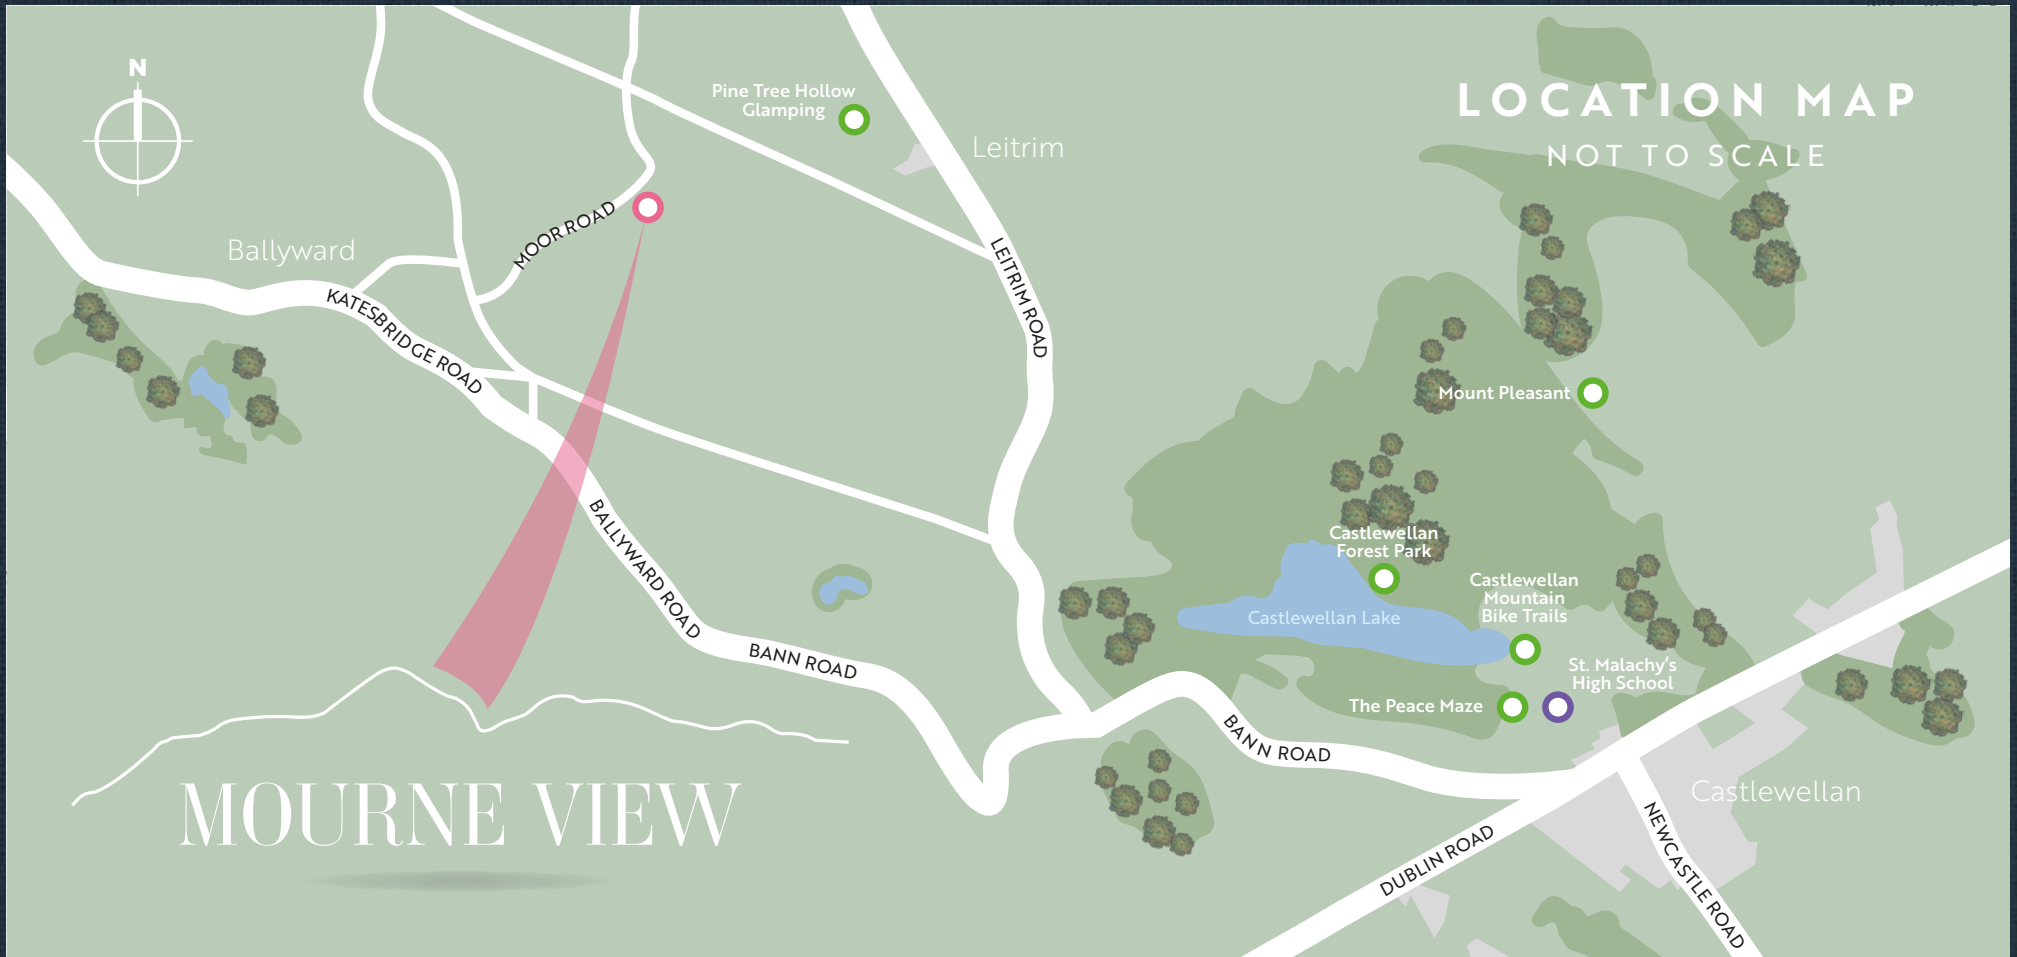 N
LOCATION MAP
NOT TO SCALE
Pine Tree Hollow
Glamping
Leitrim
MOOR ROAD
Ballyward
LEITRIM ROAD
KATESBRIDGE ROAD
Mount Pleasant
BALLYWARD ROAD
Castlewellan
Forest Park
Castlewellan
Mountain
Bike Trails
Castlewellan Lake
BANN ROAD
St. Malachy’s
High School
The Peace Maze
BANN ROAD
MOURNE VIEW
Castlewellan
DUBLIN ROAD
NEWCASTLE ROAD